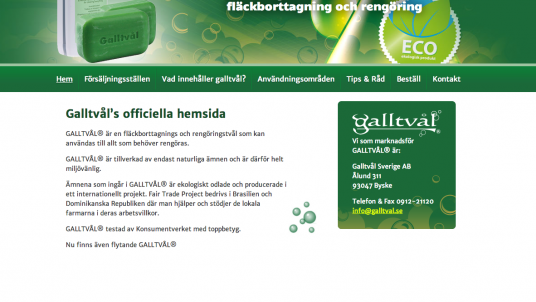 fläckborttagning och rengöring
Galltvål
ECO
Hem Försäljningsställen Vad innehåller galltvål? Användningsområden Tips & Råd Beställ Kontakt
Galltvål's officiella hemsida
GALLTVÅL® är en fläckborttagnings och rengöringstvål som kan
användas till allt som behöver rengöras.
GALLTVÅL® är tillverkad av endast naturliga ämnen och är därför helt
miljövänlig.
Ämnena som ingår i GALLTVÅL® är ekologiskt odlade och producerade i
ett internationellt projekt. Fair Trade Project bedrivs i Brasilien och
Dominikanska Republiken där man hjälper och stödjer de lokala
farmarna i deras arbetsvillkor.
GALLTVÅL® testad av Konsumentverket med toppbetyg.
Nu finns även flytande GALLTVÅL®
galltvål®
Vi som marknadsför
GALLTVÅL® är:
Galltvål Sverige AB
Ålund 311
93047 Byske
Telefon & Fax 0912-21120
info@galltval.se